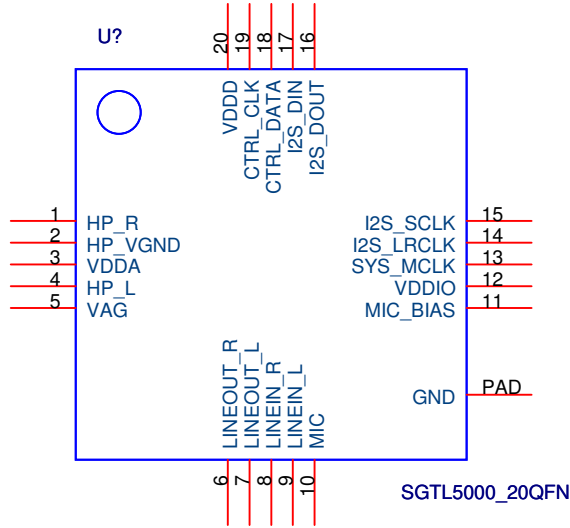 U?
20
19
18
17
16
VDDD
CTRL_CLK
CTRL_DATA
I2S_DIN
I2S_DOUT
1 HP_R
2 HP_VGND
3 VDDA
4 HP_L
5 VAG
I2S_SCLK 15
I2S_LRCLK 14
SYS_MCLK 13
VDDIO 12
MIC_BIAS 11
GND PAD
LINEOUT_R
LINEOUT_L
LINEIN_R
LINEIN_L
MIC
6
7
8
9
10
SGTL5000_20QFN